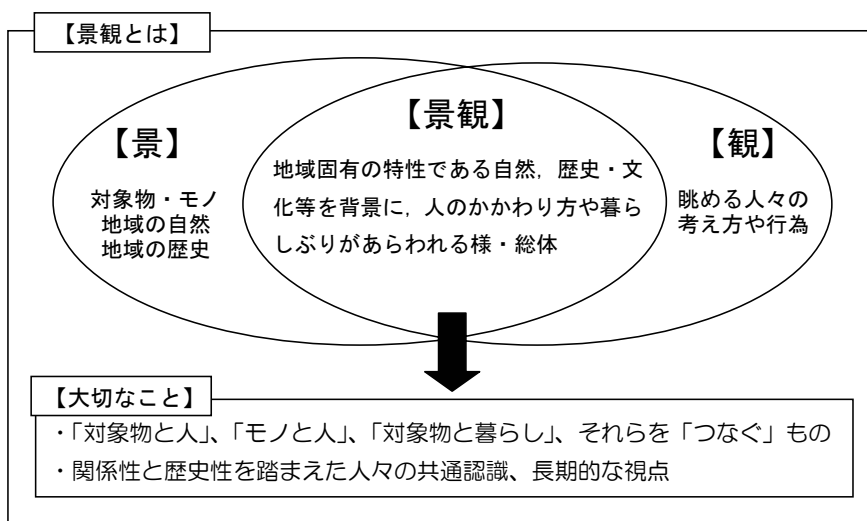 【景観とは】
【景】
対象物・モノ
地域の自然
地域の歴史
【景観】
地域固有の特性である自然，歴史・文
化等を背景に，人のかかわり方や暮ら
しぶりがあらわれる様・総体
【観】
眺める人々の
考え方や行為
【大切なこと】
・「対象物と人」、「モノと人」、「対象物と暮らし」、それらを「つなぐ」もの
・関係性と歴史性を踏まえた人々の共通認識、長期的な視点